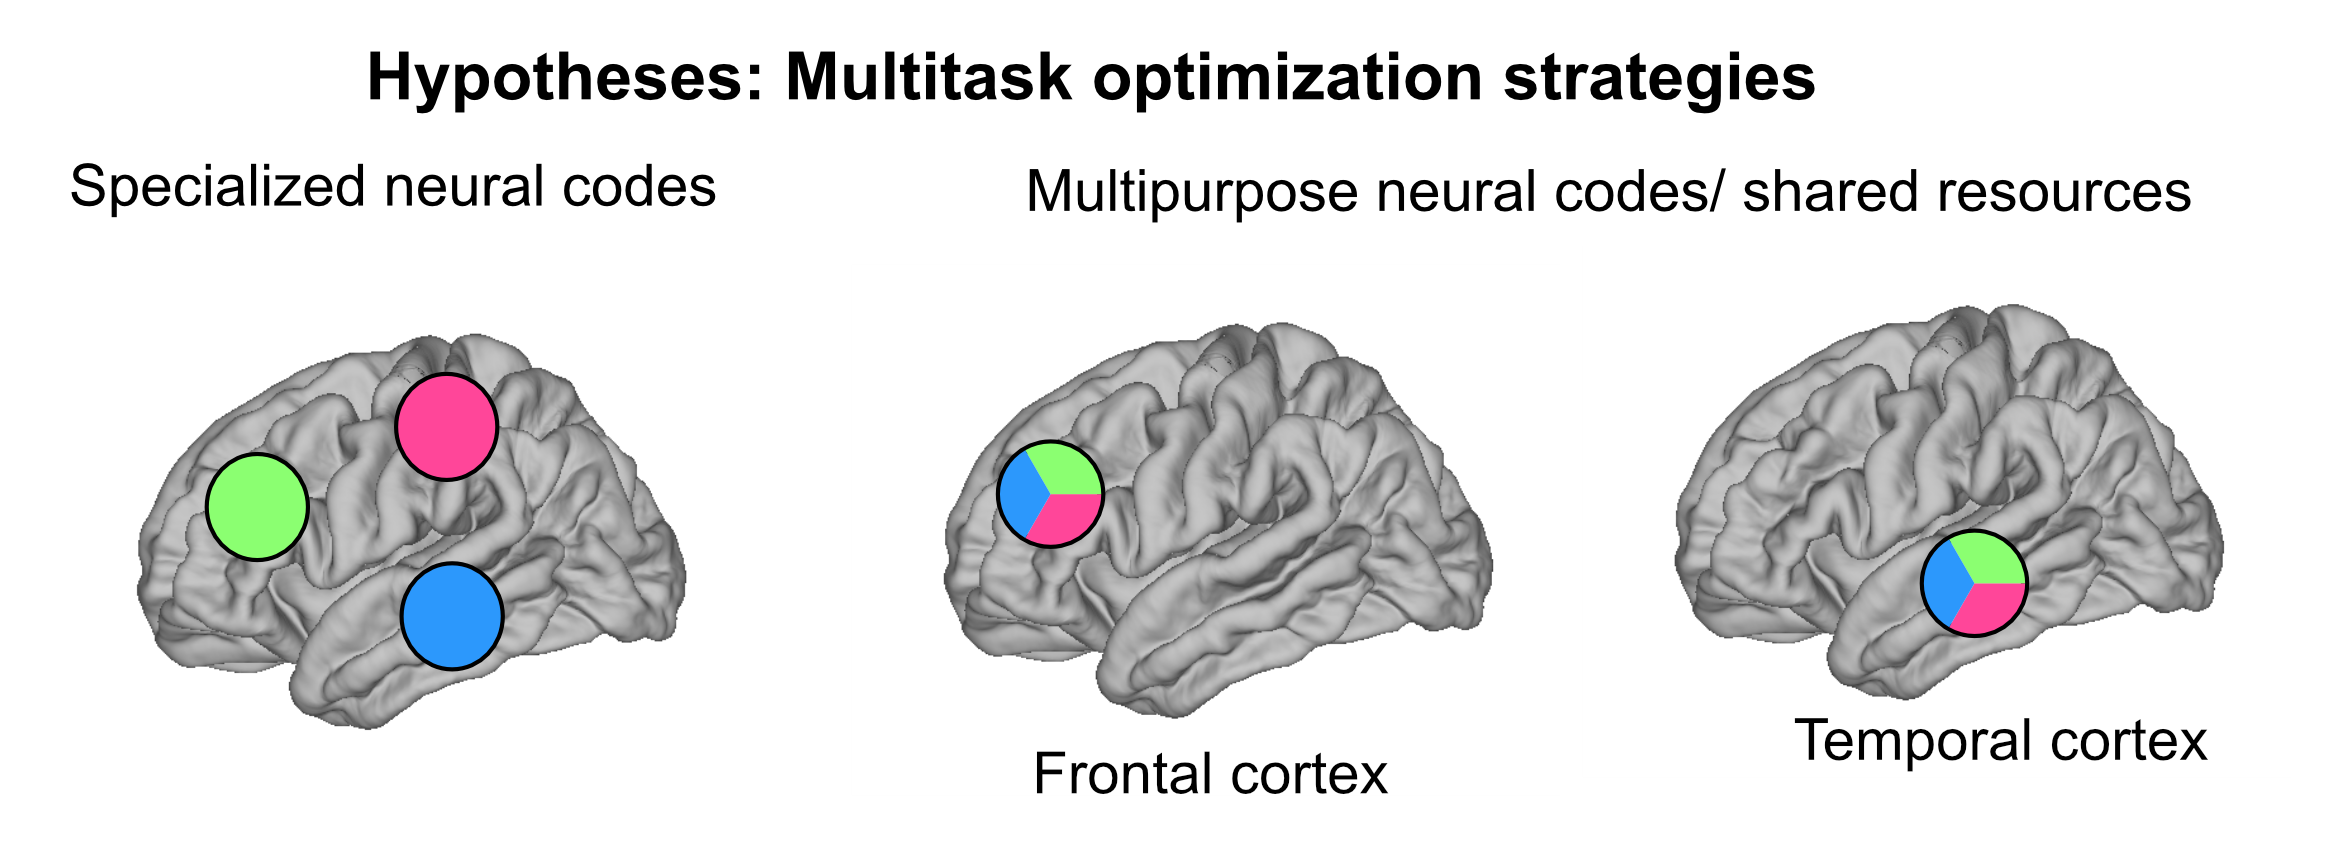 Hypotheses: Multitask optimization strategies
Specialized neural codes
Multipurpose neural codes/ shared resources
Frontal cortex
Temporal cortex